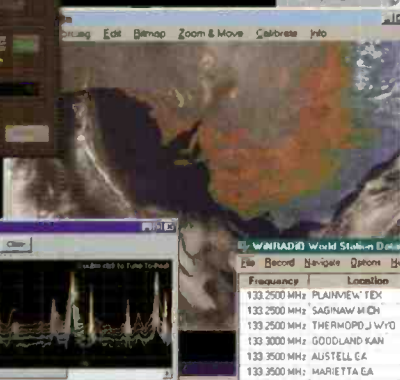 Edit Bitmap Zoom & Move Calibrate Info
Clear
WiNRADiO World Station Data
File Record Navigate Options
Frequency Location
133.2500 MHz PLAINVIEW TEX
133.2500 MHz SAGINAW MICH
133.2500 MHz THERMOPOLI WYO
133.3000 MHz GOODLAND KAN
133.3500 MHz AUSTELL GA
133.3500 MHz MARIETTA GA